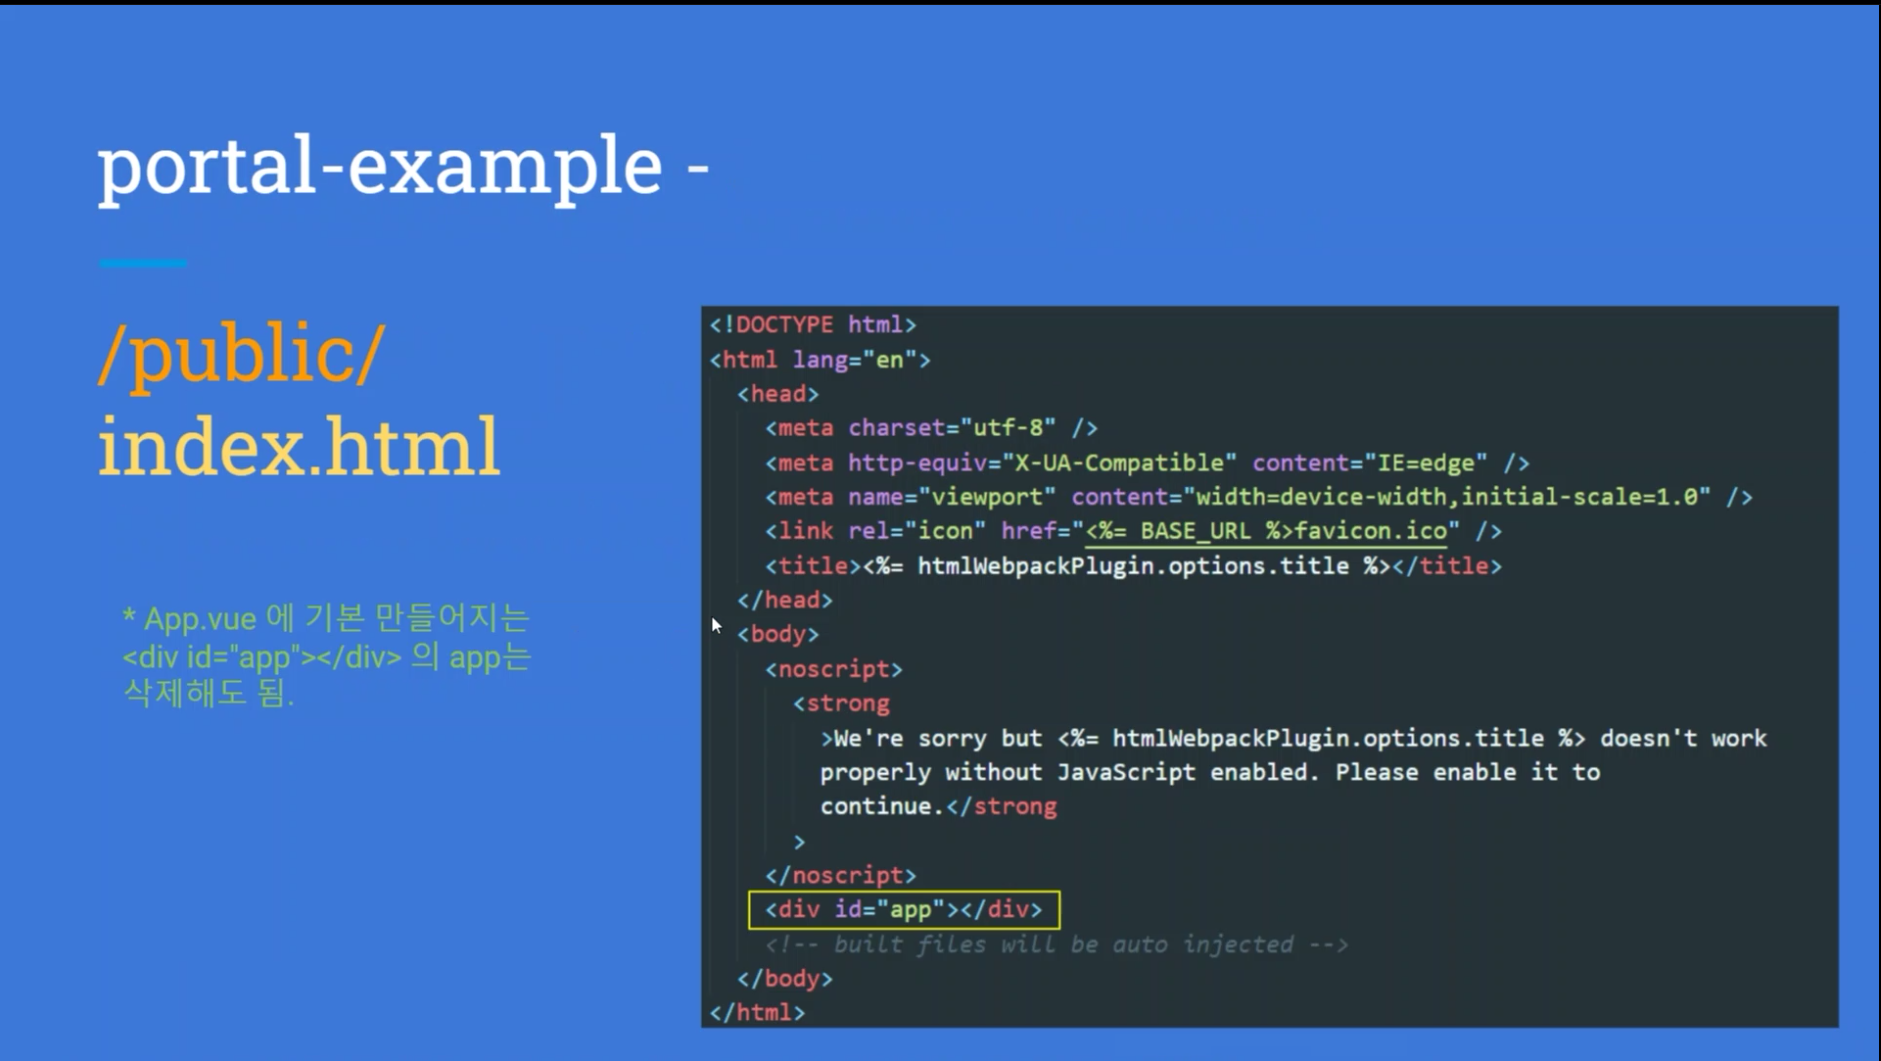 portal-example -
/public/
index.html
* App.vue 에 기본 만들어지는
<div id="app"></div> 의 app는
삭제해도 됨.
<!DOCTYPE html>
<html lang="en">
<head>
<meta charset="utf-8" />
<meta http-equiv="X-UA-Compatible" content="IE=edge" />
<meta name="viewport" content="width=device-width,initial-scale=1.0" />
<link rel="icon" href="<%= BASE_URL %>favicon.ico" />
<title><%= htmlWebpackPlugin.options.title %></title>
</head>
<body>
<noscript>
<strong
>We're sorry but <%= htmlWebpackPlugin.options.title %> doesn't work
properly without JavaScript enabled. Please enable it to
continue.</strong
>
</noscript>
<div id="app"></div>
<!-- built files will be auto injected -->
</body>
</html>